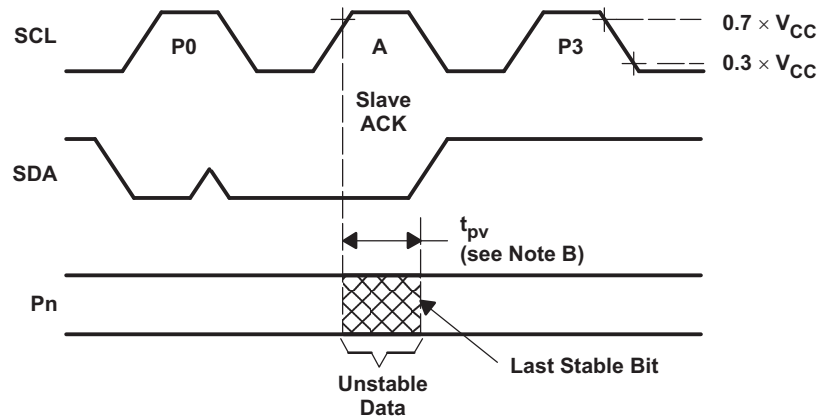 SCL
P0
A
P3
0.7 × VCC
0.3 × VCC
Slave
ACK
SDA
tpv
(see Note B)
Pn
Last Stable Bit
Unstable
Data